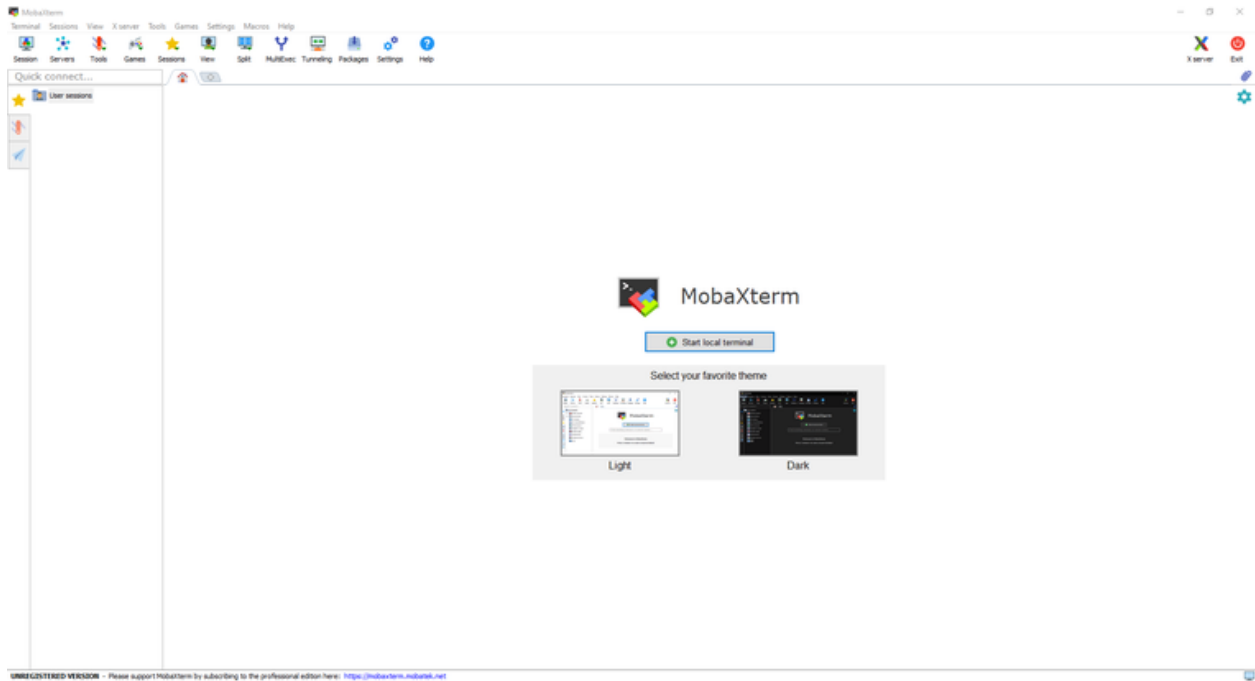 MobaXterm
Terminal Sessions View X server Tools Games Settings Macros Help
Session Servers Tools Games Sessions View Split MultiExec Tunneling Packages Settings Help X server Exit
Quick connect...
User sessions
MobaXterm
Start local terminal
Select your favorite theme
Light Dark
UNREGISTERED VERSION - Please support MobaXterm by subscribing to the professional edition here: https://mobaxterm.mobatek.net